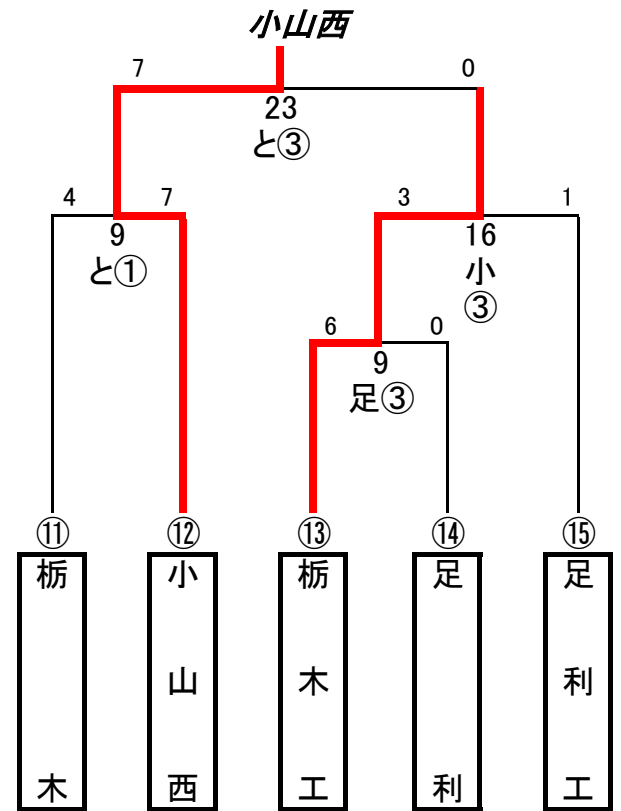 小山西
7 0
23
と③
4 7 3 1
9 16
と① 小
③
6 0
9
足③
⑪ ⑫ ⑬ ⑭ ⑮
栃木
小山西
栃木工
足利
足利工